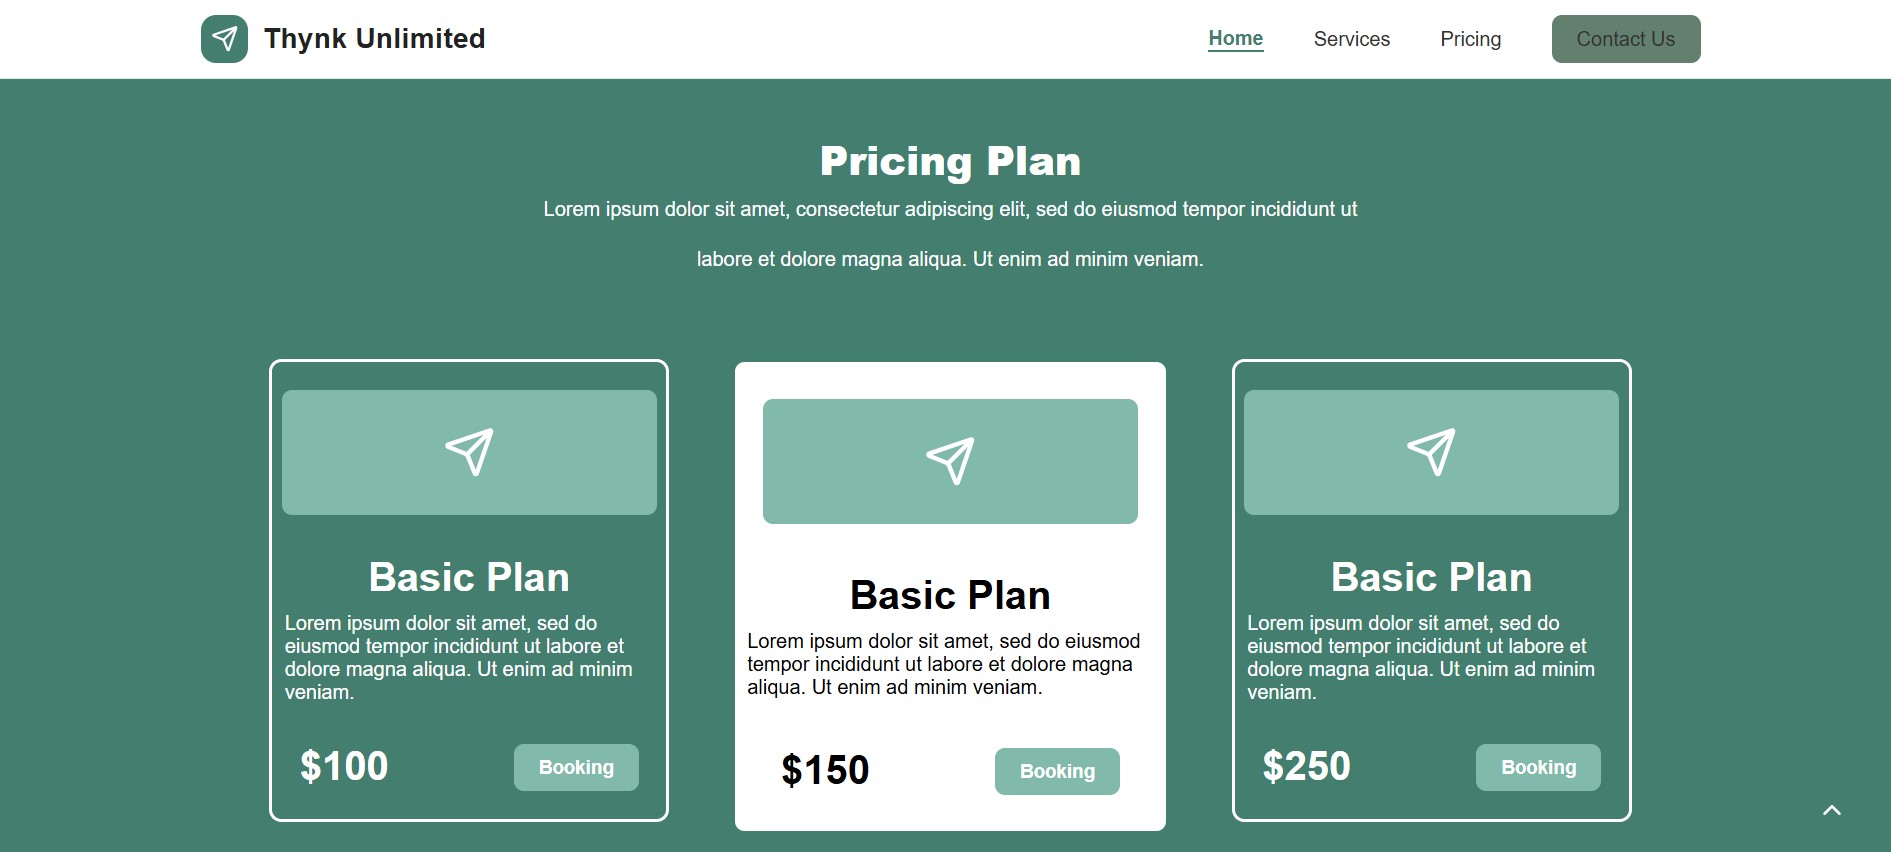 Thynk Unlimited
Home
Services
Pricing
Contact Us
Pricing Plan
Lorem ipsum dolor sit amet, consectetur adipiscing elit, sed do eiusmod tempor incididunt ut
labore et dolore magna aliqua. Ut enim ad minim veniam.
Basic Plan
Lorem ipsum dolor sit amet, sed do
eiusmod tempor incididunt ut labore et
dolore magna aliqua. Ut enim ad minim
veniam.
$100
Booking
Basic Plan
Lorem ipsum dolor sit amet, sed do eiusmod
tempor incididunt ut labore et dolore magna
aliqua. Ut enim ad minim veniam.
$150
Booking
Basic Plan
Lorem ipsum dolor sit amet, sed do
eiusmod tempor incididunt ut labore et
dolore magna aliqua. Ut enim ad minim
veniam.
$250
Booking